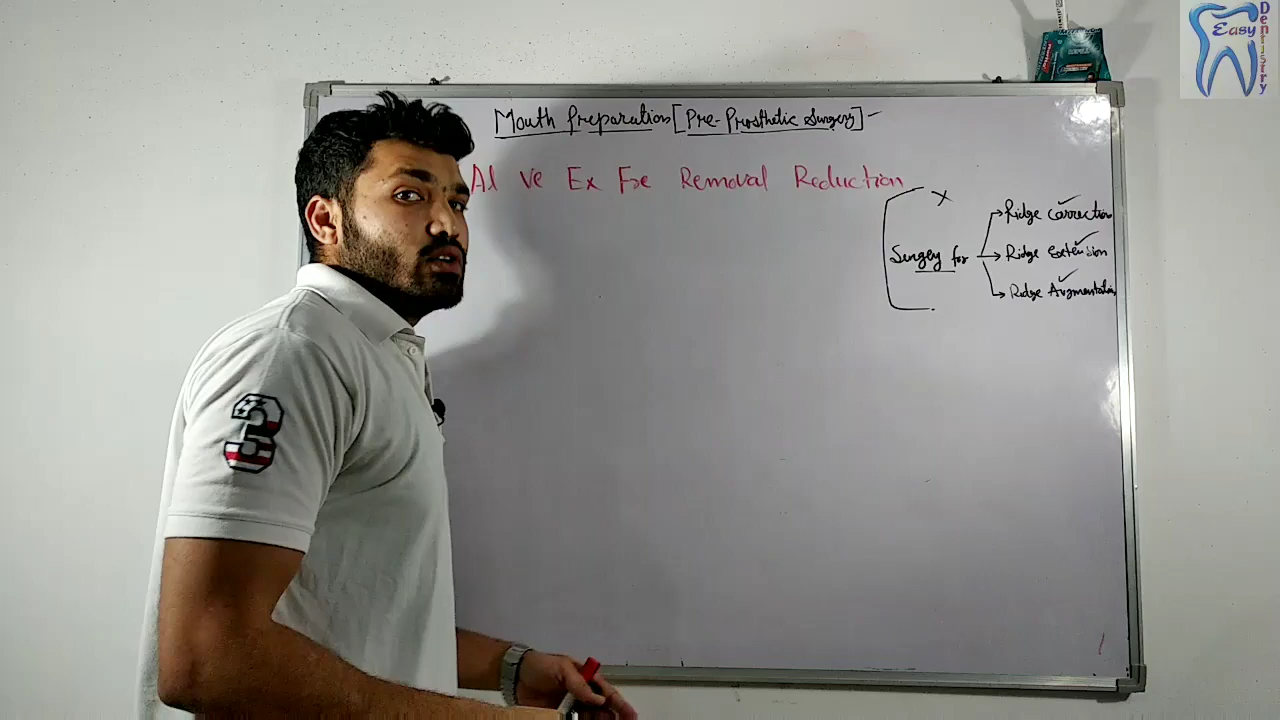 Mouth Preparation [Pre-Prosthetic Surgery] -
Al Ve Ex Fre Removal Reduction
x
Surgery for
Ridge Correction
Ridge Extension
Ridge Augmentation
3
Easy
Dentistry